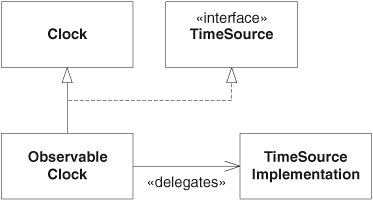 Clock
«interface»
TimeSource
Observable
Clock
«delegates»
TimeSource
Implementation